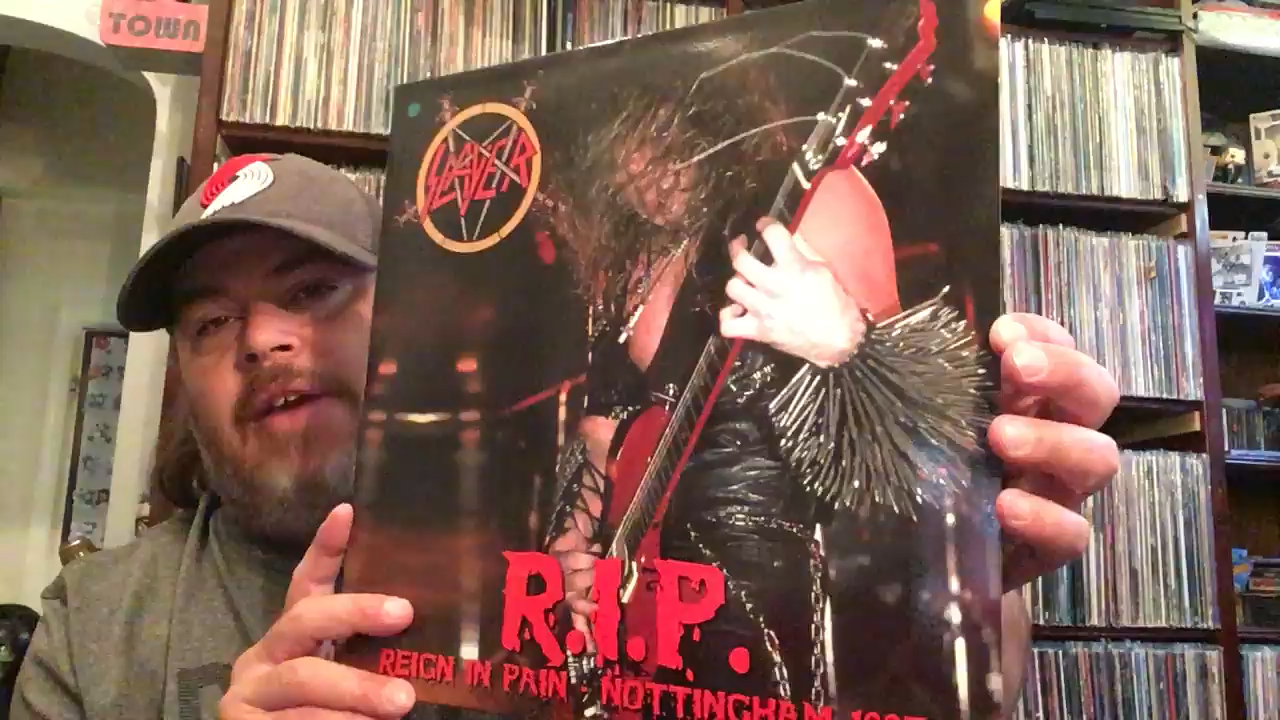 TOWN
SLAYER
R.I.P.
REIGN IN PAIN - NOTTINGHAM